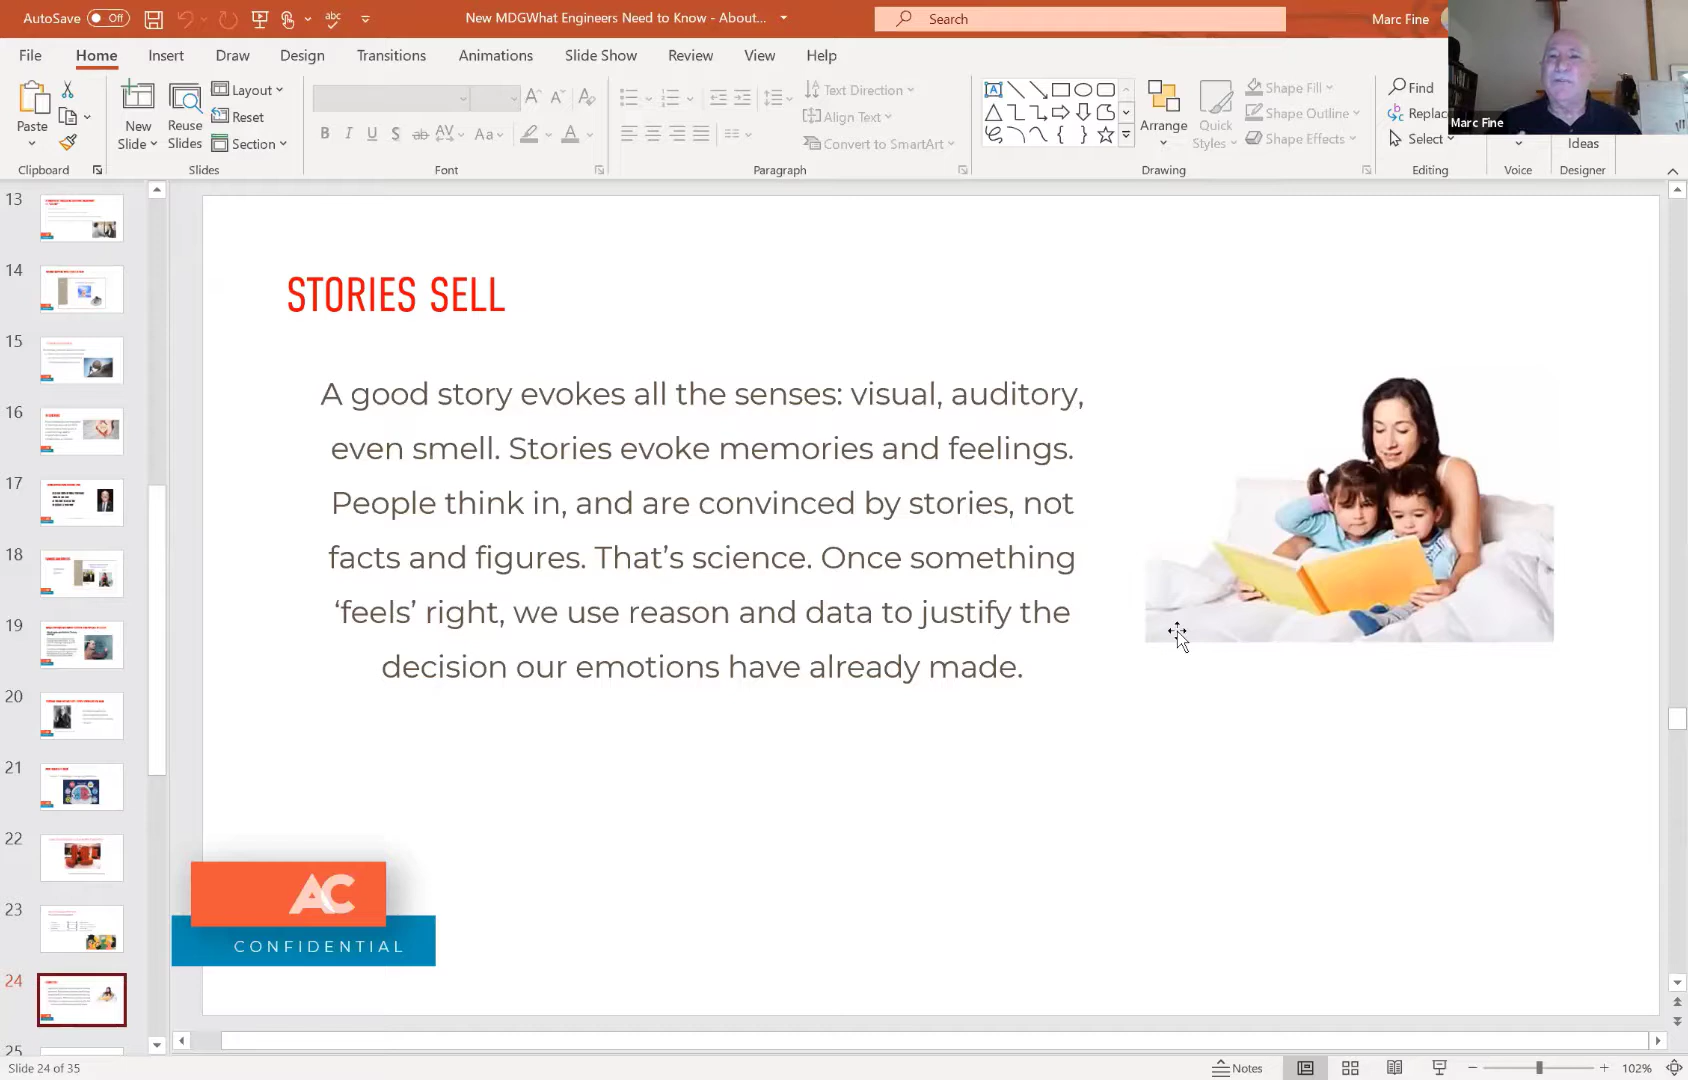 AutoSave Off
New MDGWhat Engineers Need to Know - About...
Search
Marc Fine
File Home Insert Draw Design Transitions Animations Slide Show Review View Help
Paste
New Slide
Reuse Slides
Layout
Reset
Section
Text Direction
Align Text
Convert to SmartArt
Arrange
Quick Styles
Shape Fill
Shape Outline
Shape Effects
Find
Replac
Select
Ideas
Marc Fine
Clipboard Slides Font Paragraph Drawing Editing Voice Designer
13
14
15
16
17
18
19
20
21
22
23
24
25
STORIES SELL
A good story evokes all the senses: visual, auditory,
even smell. Stories evoke memories and feelings.
People think in, and are convinced by stories, not
facts and figures. That’s science. Once something
‘feels’ right, we use reason and data to justify the
decision our emotions have already made.
AC
CONFIDENTIAL
Slide 24 of 35
Notes
102%